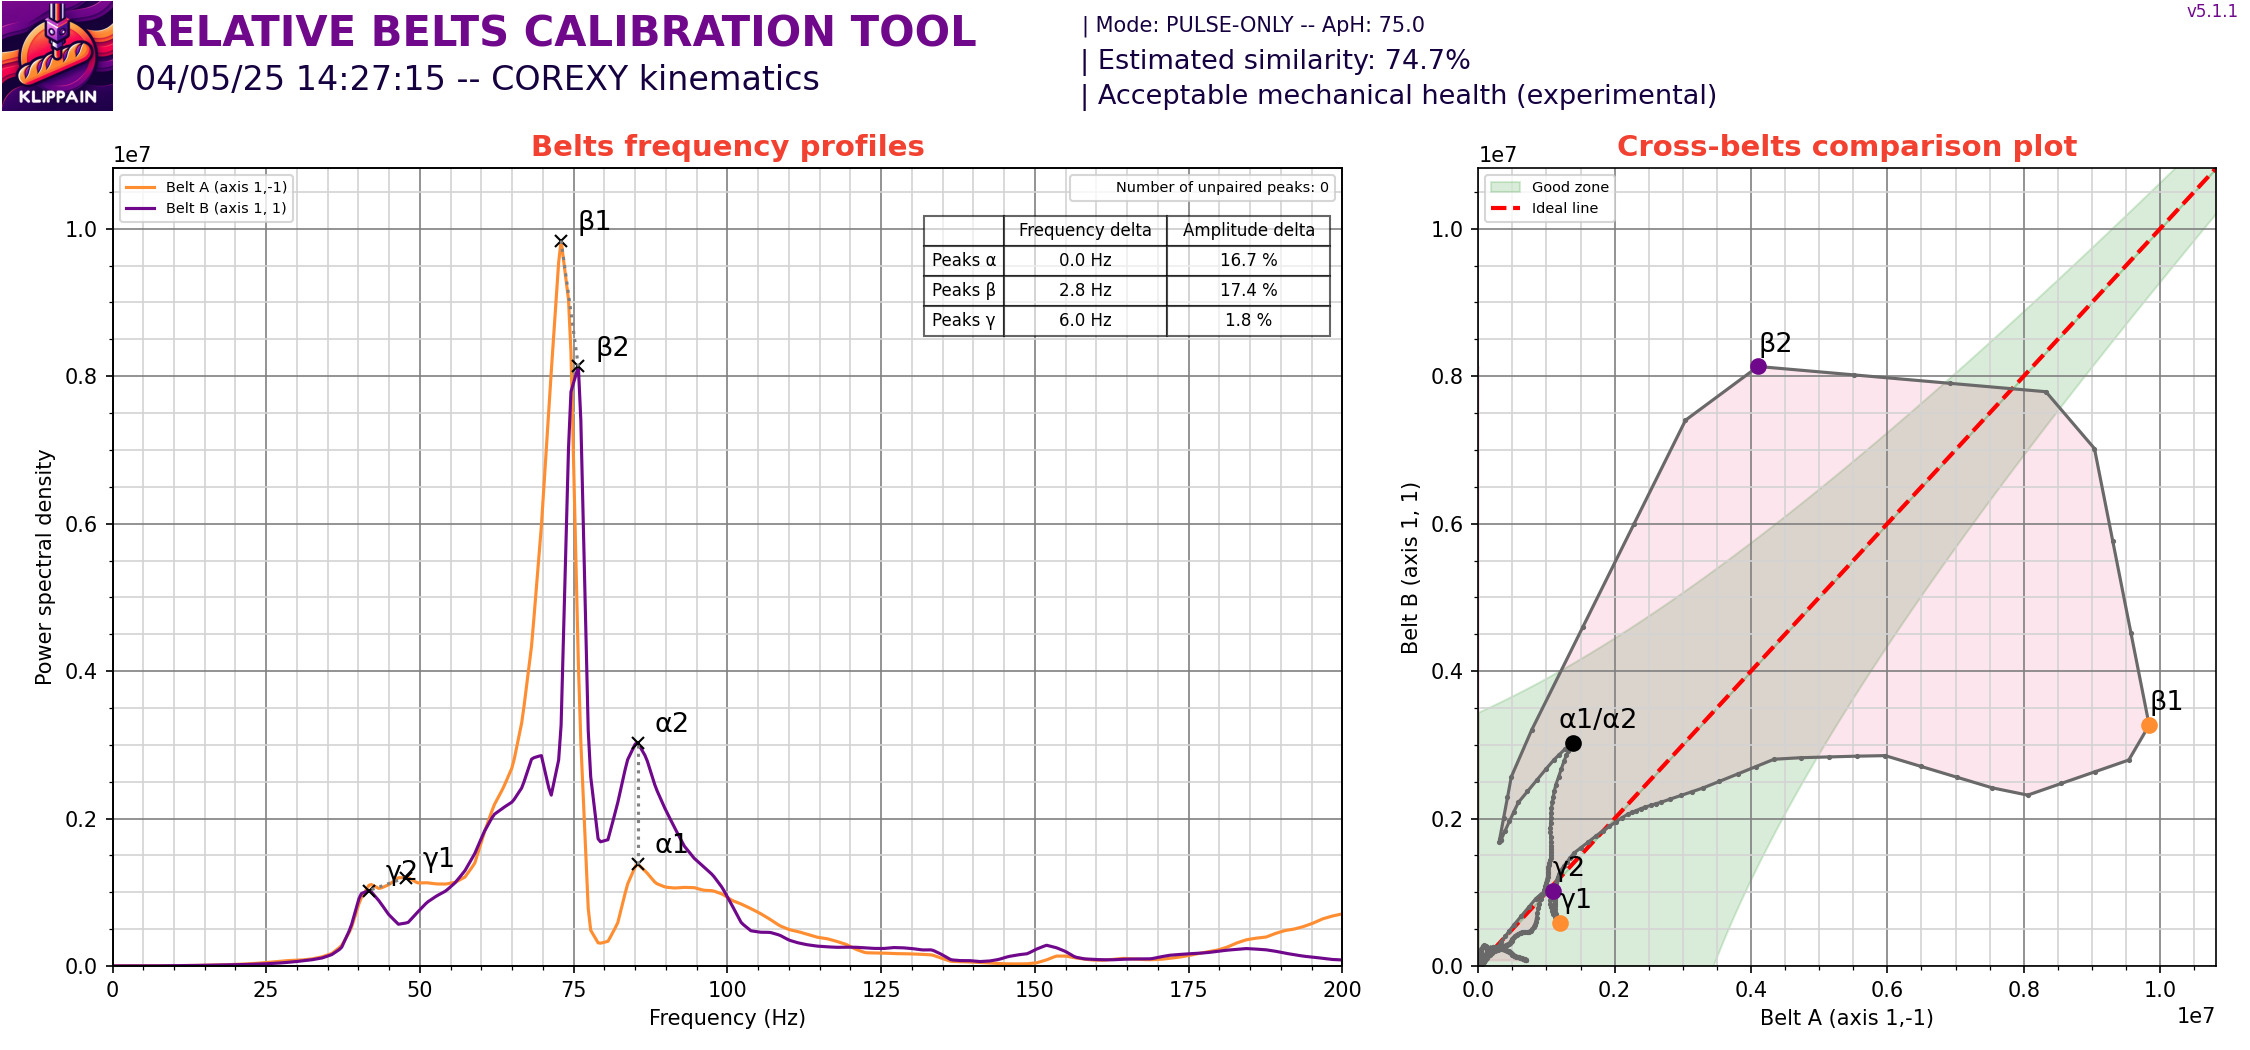 KLIPPAIN
RELATIVE BELTS CALIBRATION TOOL
04/05/25 14:27:15 -- COREXY kinematics
| Mode: PULSE-ONLY -- ApH: 75.0
| Estimated similarity: 74.7%
| Acceptable mechanical health (experimental)
v5.1.1
Belts frequency profiles
1e7
Belt A (axis 1,-1)
Belt B (axis 1, 1)
Number of unpaired peaks: 0
Frequency delta Amplitude delta
Peaks α 0.0 Hz 16.7 %
Peaks β 2.8 Hz 17.4 %
Peaks γ 6.0 Hz 1.8 %
β1
β2
α2
α1
γ2
γ1
1.0
0.8
0.6
0.4
0.2
0.0
Power spectral density
0 25 50 75 100 125 150 175 200
Frequency (Hz)
Cross-belts comparison plot
1e7
Good zone
Ideal line
β2
β1
α1/α2
γ2
γ1
1.0
0.8
0.6
0.4
0.2
0.0
Belt B (axis 1, 1)
0.0 0.2 0.4 0.6 0.8 1.0
1e7
Belt A (axis 1,-1)